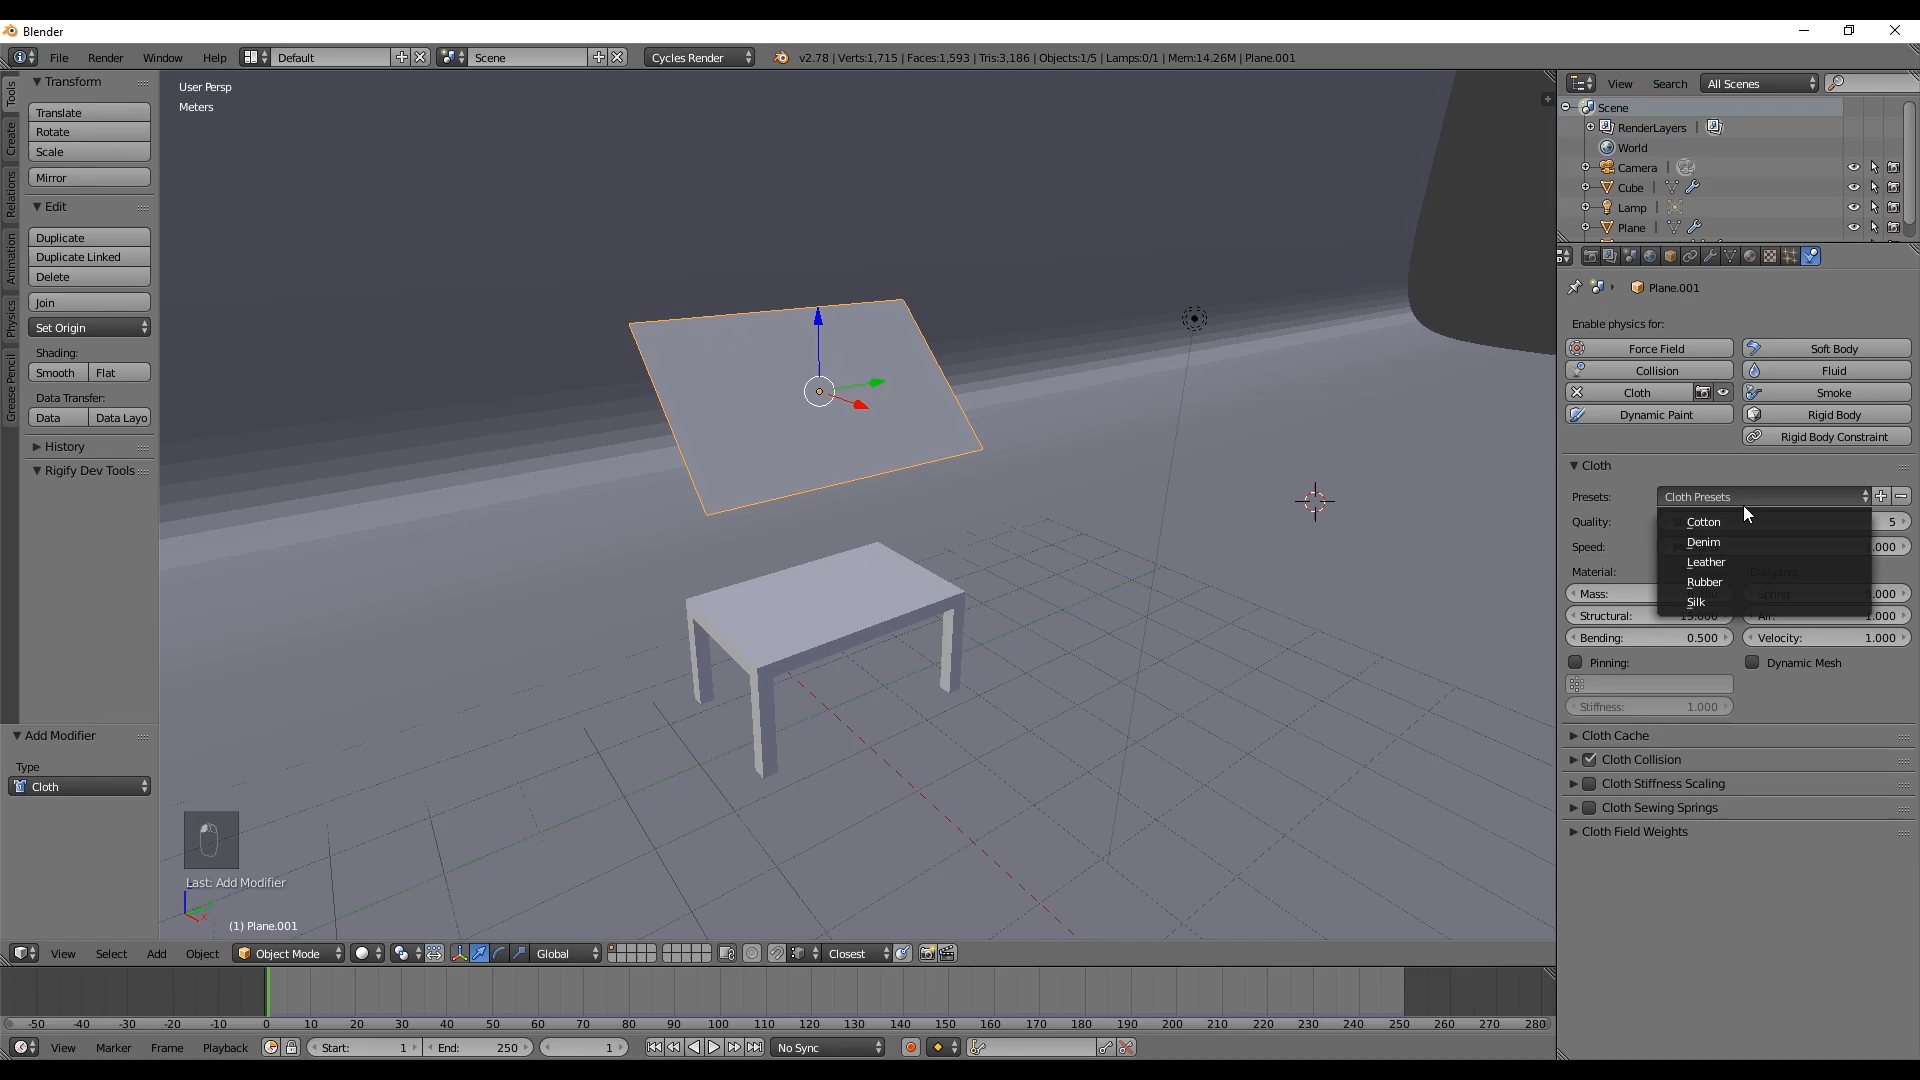 Blender
File Render Window Help Default Scene Cycles Render v2.78 | Verts:1,715 | Faces:1,593 | Tris:3,186 | Objects:1/5 | Lamps:0/1 | Mem:14.26M | Plane.001
Tools
Create
Relations
Animation
Physics
Grease Pencil
Transform
Translate
Rotate
Scale
Mirror
Edit
Duplicate
Duplicate Linked
Delete
Join
Set Origin
Shading:
Smooth Flat
Data Transfer:
Data Data Layo
History
Rigify Dev Tools
Add Modifier
Type
Cloth
User Persp
Meters
Last: Add Modifier
(1) Plane.001
View Search All Scenes
Scene
RenderLayers |
World
Camera |
Cube |
Lamp |
Plane |
Plane.001
Enable physics for:
Force Field Soft Body
Collision Fluid
Cloth Smoke
Dynamic Paint Rigid Body
Rigid Body Constraint
Cloth
Presets: Cloth Presets
Quality: 5
Speed: 1.000
Cotton
Denim
Leather
Rubber
Silk
Material:
Mass: .000
Structural: 15.000 Air: 1.000
Bending: 0.500 Velocity: 1.000
Pinning: Dynamic Mesh
Stiffness: 1.000
Cloth Cache
Cloth Collision
Cloth Stiffness Scaling
Cloth Sewing Springs
Cloth Field Weights
View Select Add Object Object Mode Global Closest
-50 -40 -30 -20 -10 0 10 20 30 40 50 60 70 80 90 100 110 120 130 140 150 160 170 180 190 200 210 220 230 240 250 260 270 280
View Marker Frame Playback Start: 1 End: 250 1 No Sync